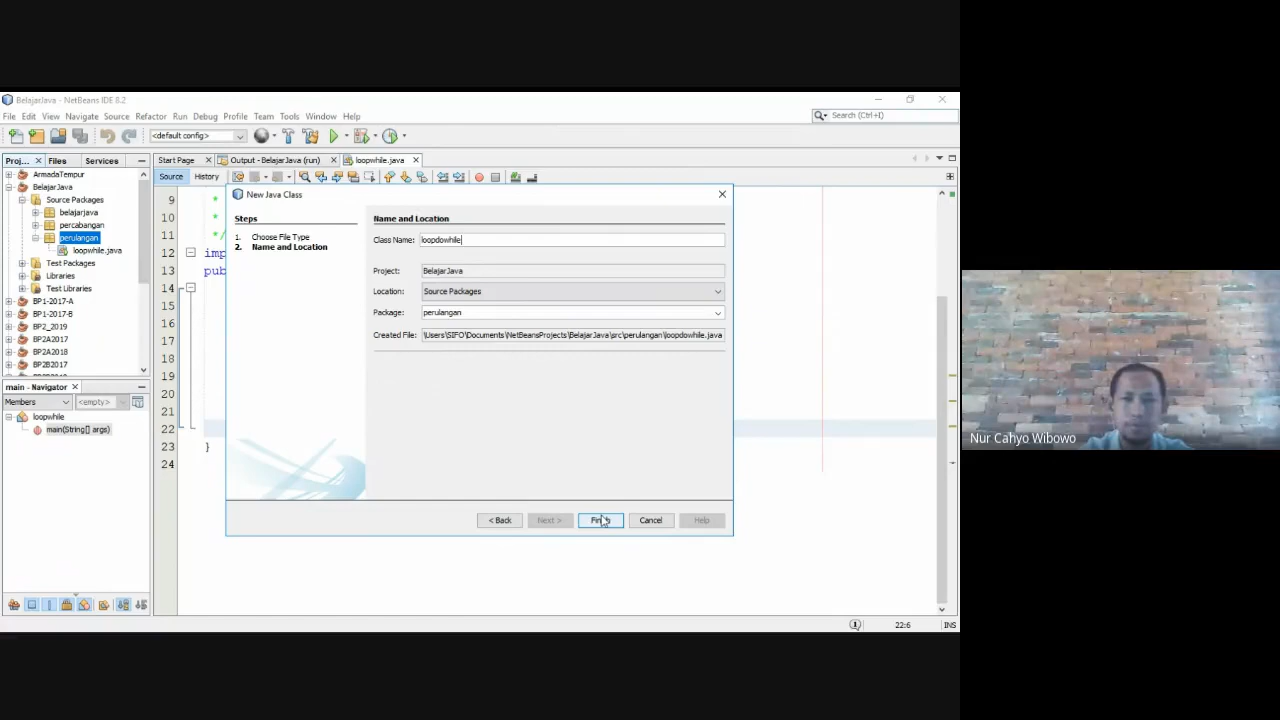 BelajarJava - NetBeans IDE 8.2
File Edit View Navigate Source Refactor Run Debug Profile Team Tools Window Help
Search (Ctrl+I)
<default config>
Proj... Files Services
Start Page Output - BelajarJava (run) loopwhile.java
Source History
ArmadaTempur
BelajarJava
Source Packages
belajarjava
percabangan
perulangan
loopwhile.java
Test Packages
Libraries
Test Libraries
BP1-2017-A
BP1-2017-B
BP2_2019
BP2A2017
BP2A2018
BP2B2017
main - Navigator
Members <empty>
loopwhile
main(String[] args)
9 *
10 *
11 */
12 imp
13 pub
14
15
16
17
18
19
20
21
22
23 }
24
New Java Class
Steps
1. Choose File Type
2. Name and Location
Name and Location
Class Name: loopdowhile
Project: BelajarJava
Location: Source Packages
Package: perulangan
Created File: \Users\SIFO\Documents\NetBeansProjects\BelajarJava\src\perulangan\loopdowhile.java
< Back Next > Finish Cancel Help
22:6 INS
Nur Cahyo Wibowo